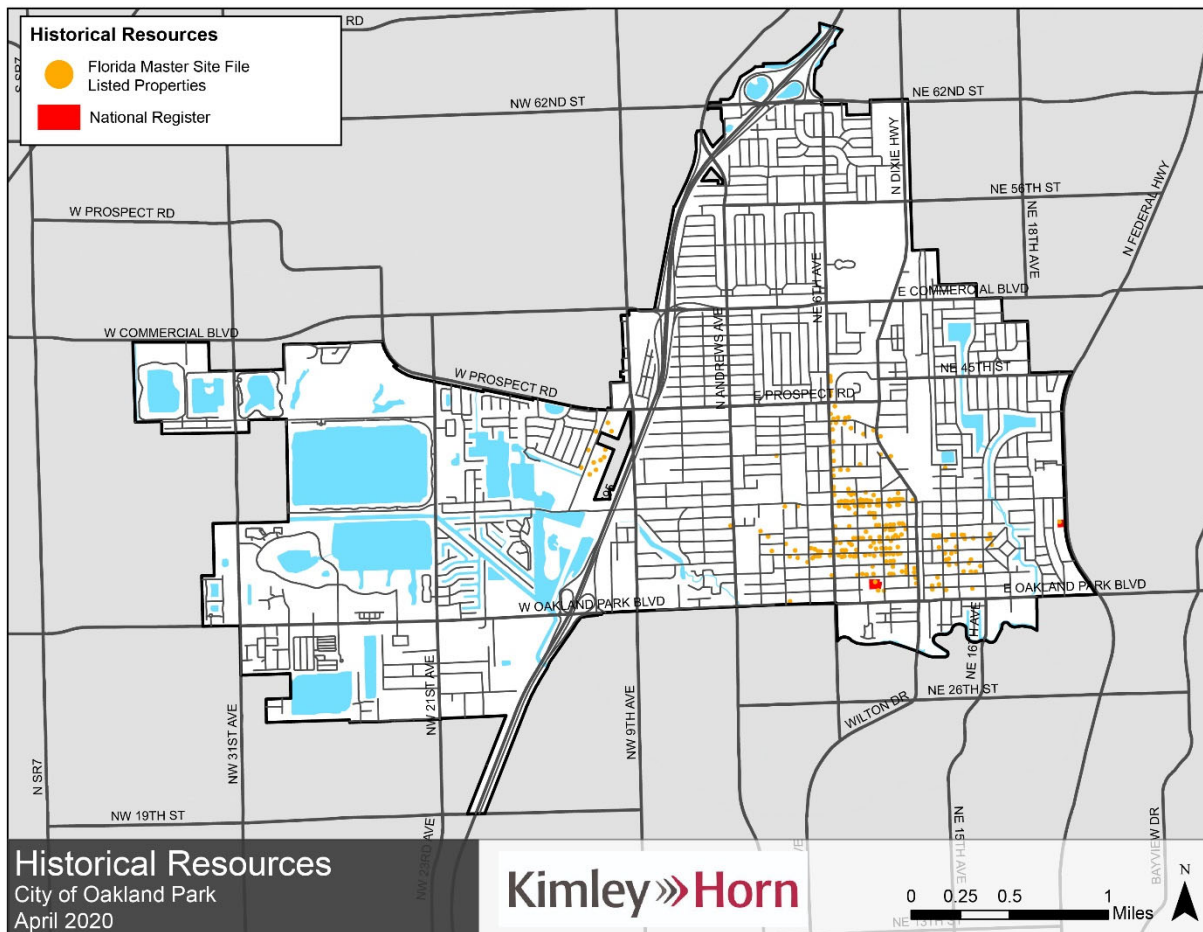 RD
Historical Resources
Florida Master Site File
Listed Properties
National Register
NW 62ND ST
NE 62ND ST
N DIXIE HWY
NE 56TH ST
NE 18TH AVE
N FEDERAL HWY
W PROSPECT RD
NE 6TH AVE
E COMMERCIAL BLVD
W COMMERCIAL BLVD
N ANDREWS AVE
W PROSPECT RD
NE 45TH ST
E PROSPECT RD
W OAKLAND PARK BLVD
E OAKLAND PARK BLVD
NE 16TH AVE
NE 26TH ST
WILTON DR
NW 21ST AVE
NW 9TH AVE
NW 31ST AVE
N SR7
NW 19TH ST
NW 23RD AVE
NE 15TH AVE
BAYVIEW DR
NE 13TH ST
Historical Resources
City of Oakland Park
April 2020
Kimley Horn
N
0 0.25 0.5 1
Miles